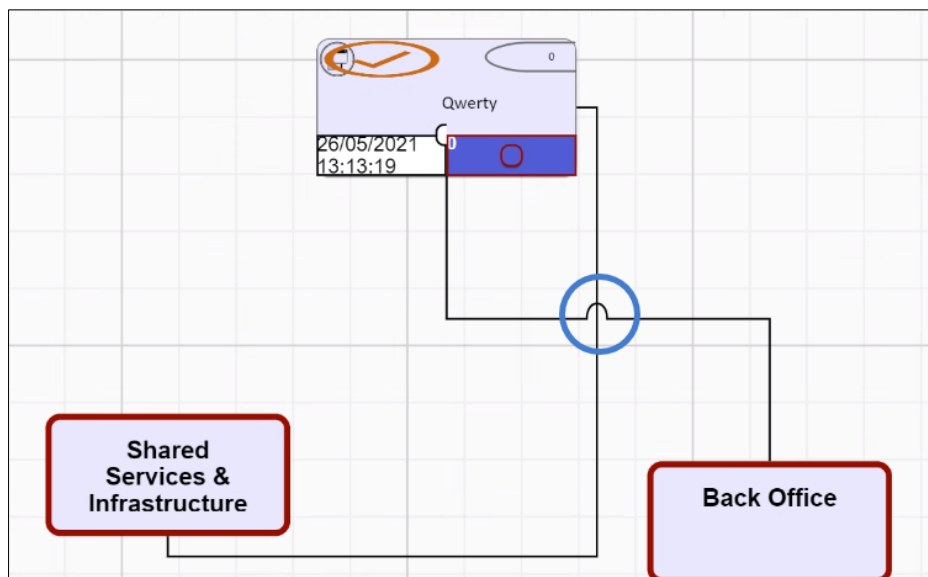 0
Qwerty
26/05/2021
13:13:19
0
Shared
Services &
Infrastructure
Back Office